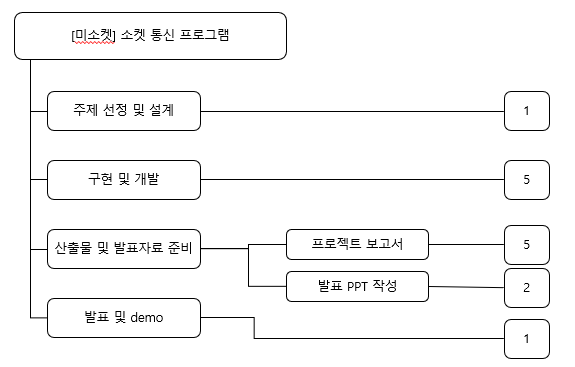 [미소켓] 소켓 통신 프로그램
주제 선정 및 설계
1
구현 및 개발
5
산출물 및 발표자료 준비
프로젝트 보고서
5
발표 PPT 작성
2
발표 및 demo
1